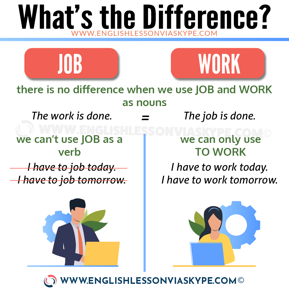 What's the Difference?
WWW.ENGLISHLESSONVIASKYPE.COM
JOB WORK
there is no difference when we use JOB and WORK
as nouns
The work is done. = The job is done.
WWW.ENGLISHLESSONVIASKYPE.COM©
we can't use JOB as a
verb
I have to job today.
I have to job tomorrow.
we can only use
TO WORK
I have to work today.
I have to work tomorrow.
WWW.ENGLISHLESSONVIASKYPE.COM©